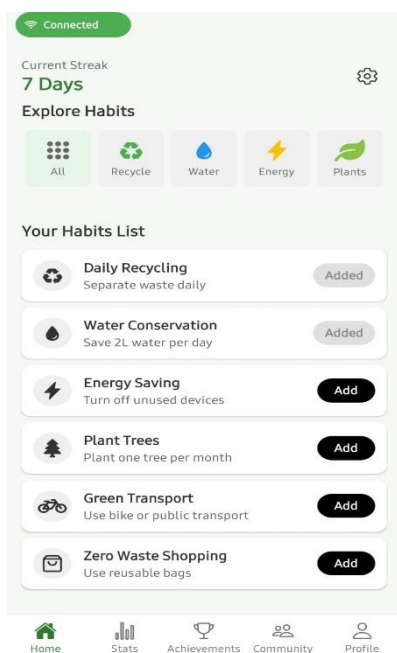 Connected
Current Streak
7 Days
Explore Habits
All
Recycle
Water
Energy
Plants
Your Habits List
Daily Recycling
Separate waste daily
Added
Water Conservation
Save 2L water per day
Added
Energy Saving
Turn off unused devices
Add
Plant Trees
Plant one tree per month
Add
Green Transport
Use bike or public transport
Add
Zero Waste Shopping
Use reusable bags
Add
Home
Stats
Achievements
Community
Profile